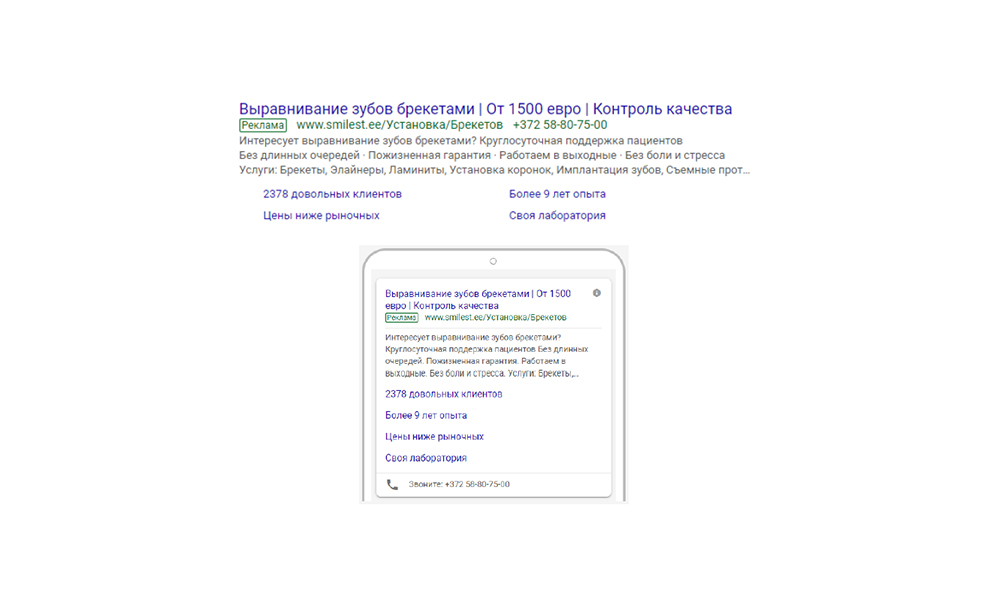 Выравнивание зубов брекетами | От 1500 евро | Контроль качества
Реклама www.smilest.ee/Установка/Брекетов +372 58-80-75-00
Интересует выравнивание зубов брекетами? Круглосуточная поддержка пациентов
Без длинных очередей · Пожизненная гарантия · Работаем в выходные · Без боли и стресса
Услуги: Брекеты, Элайнеры, Ламиниты, Установка коронок, Имплантация зубов, Съемные прот...
2378 довольных клиентов Более 9 лет опыта
Цены ниже рыночных Своя лаборатория
Выравнивание зубов брекетами | От 1500
евро | Контроль качества
Реклама www.smilest.ee/Установка/Брекетов
Интересует выравнивание зубов брекетами?
Круглосуточная поддержка пациентов Без длинных
очередей. Пожизненная гарантия. Работаем в
выходные. Без боли и стресса. Услуги: Брекеты,...
2378 довольных клиентов
Более 9 лет опыта
Цены ниже рыночных
Своя лаборатория
Звоните: +372 58-80-75-00